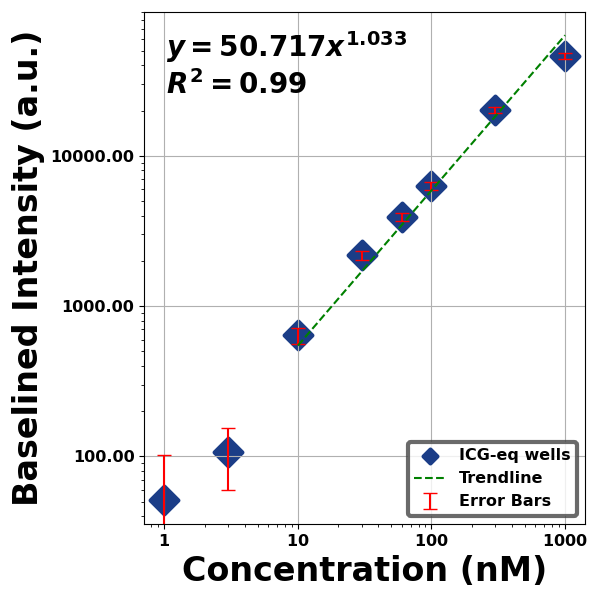 y = 50.717x^1.033
R² = 0.99
Baselined Intensity (a.u.)
10000.00
1000.00
100.00
ICG-eq wells
Trendline
Error Bars
1 10 100 1000
Concentration (nM)